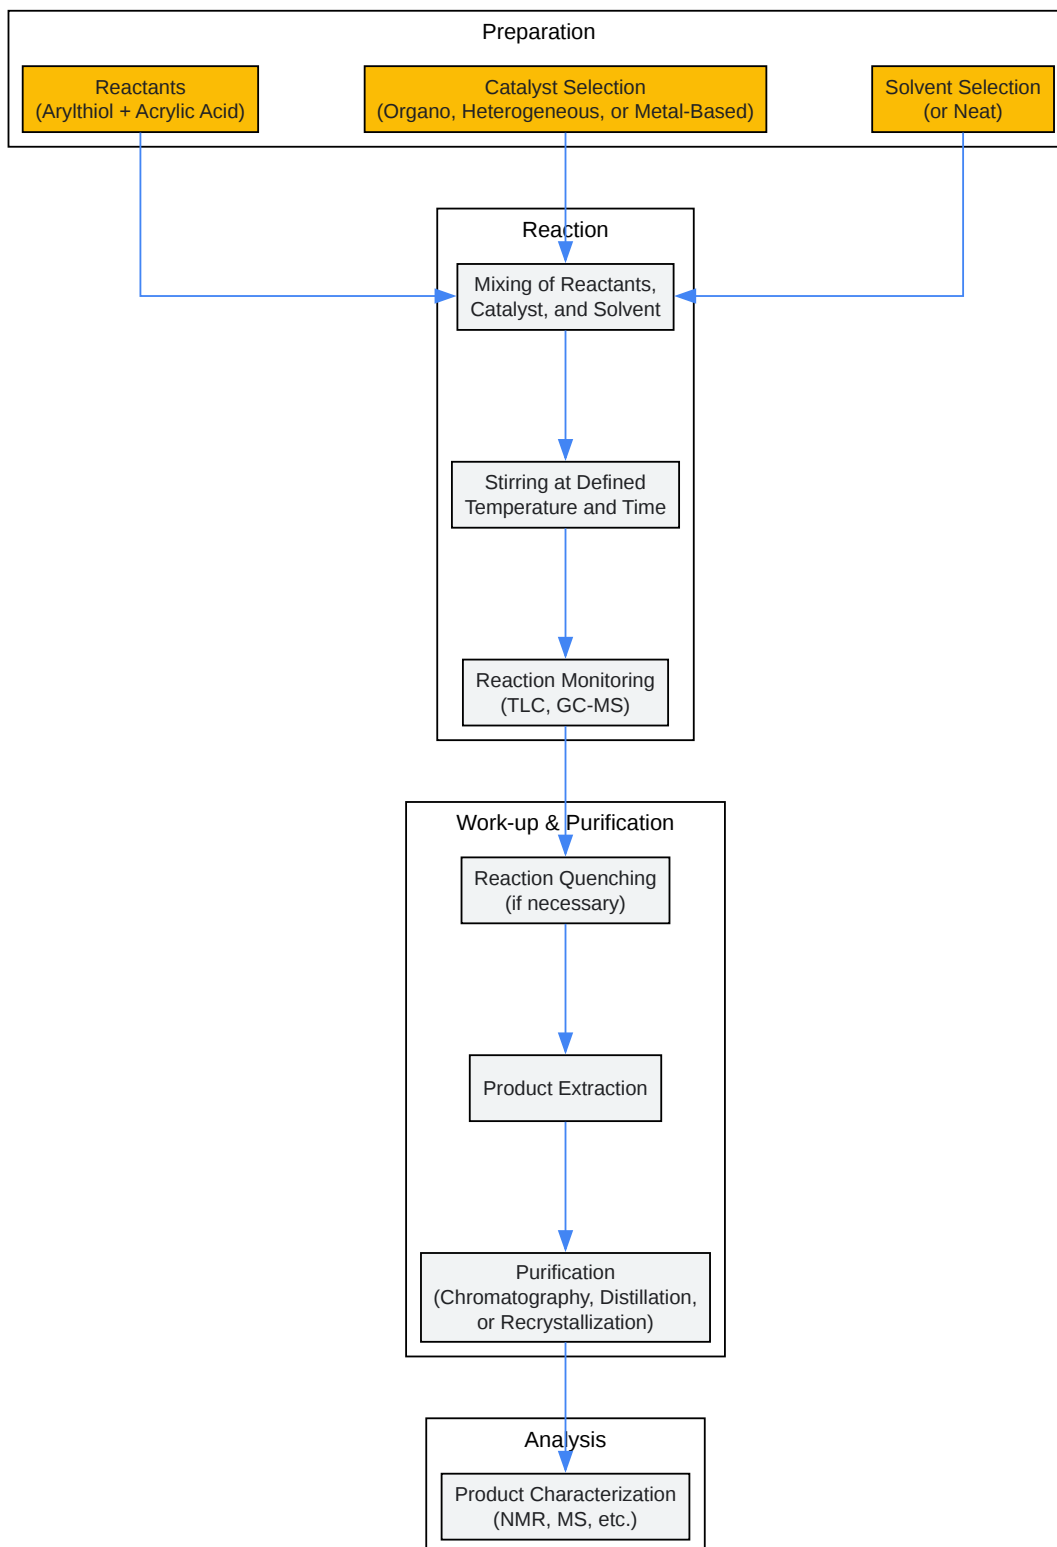 Preparation
Reactants
(Arylthiol + Acrylic Acid)
Catalyst Selection
(Organo, Heterogeneous, or Metal-Based)
Solvent Selection
(or Neat)
Reaction
Mixing of Reactants,
Catalyst, and Solvent
Stirring at Defined
Temperature and Time
Reaction Monitoring
(TLC, GC-MS)
Work-up & Purification
Reaction Quenching
(if necessary)
Product Extraction
Purification
(Chromatography, Distillation,
or Recrystallization)
Analysis
Product Characterization
(NMR, MS, etc.)